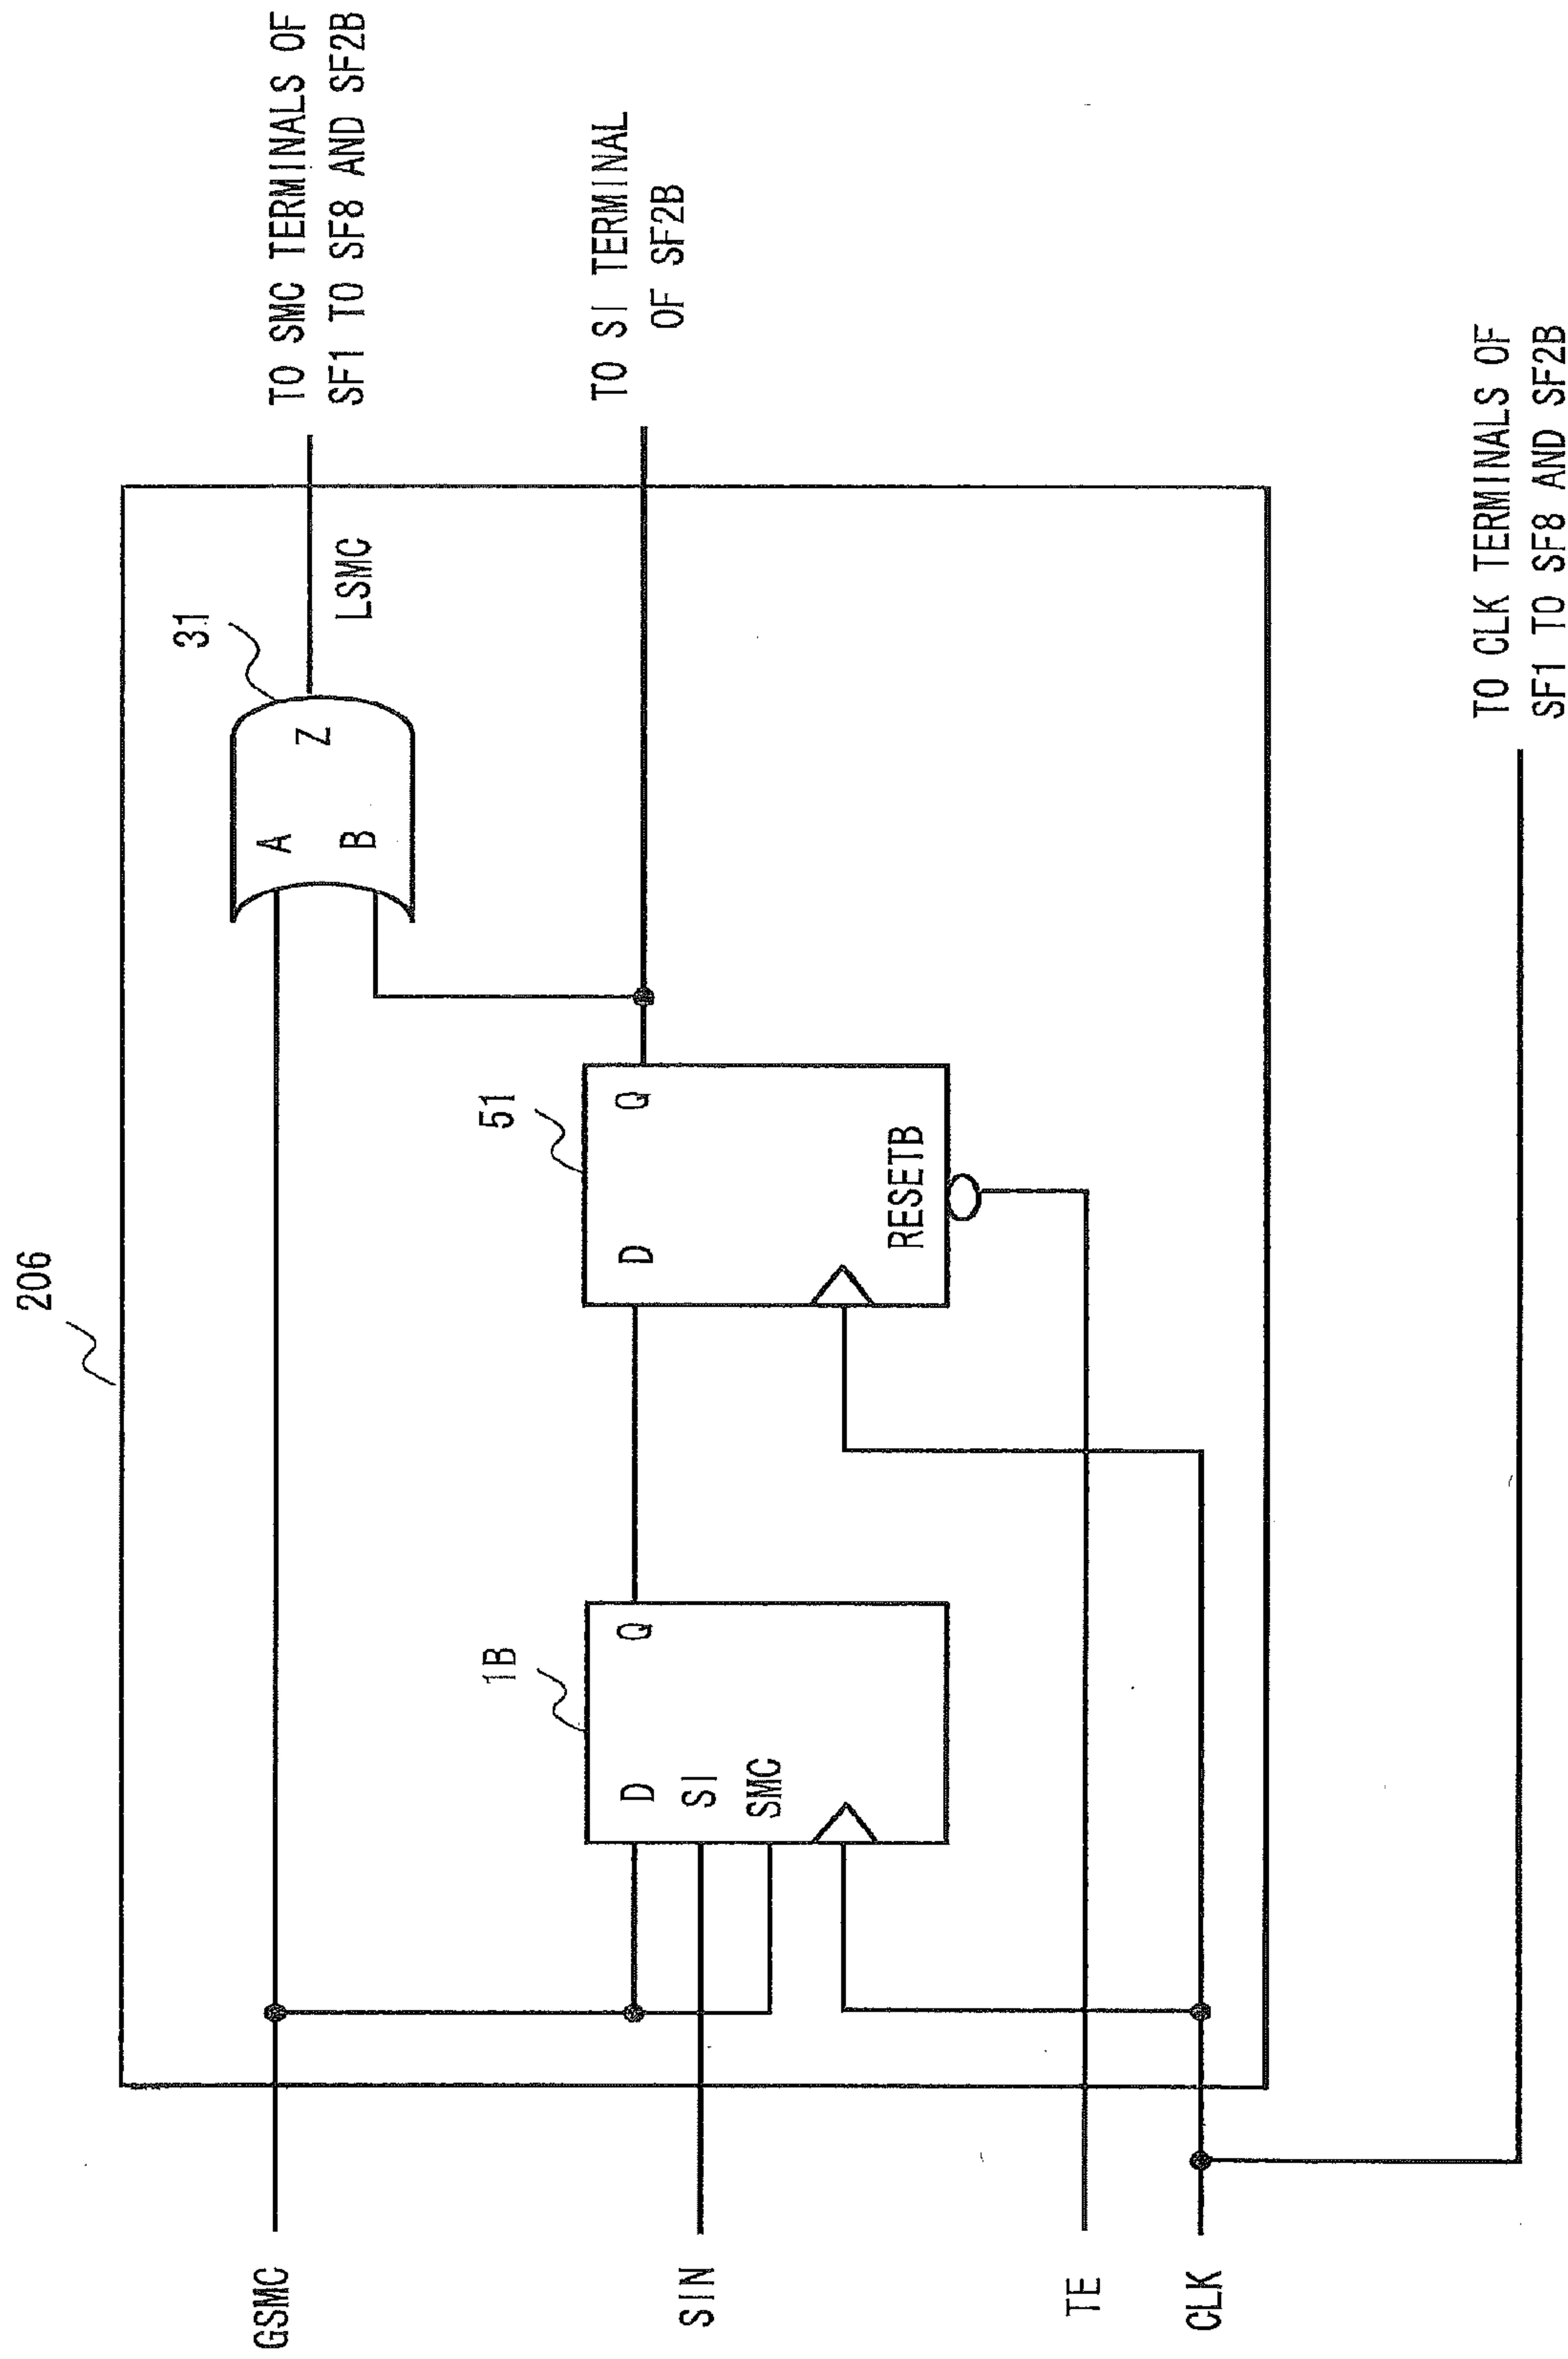 206
GSMC
SIN
TE
CLK
1B
D
SI
SMC
Q
51
D
Q
RESETB
31
A
B
Z
LSMC
TO SMC TERMINALS OF
SF1 TO SF8 AND SF2B
TO SI TERMINAL
OF SF2B
TO CLK TERMINALS OF
SF1 TO SF8 AND SF2B